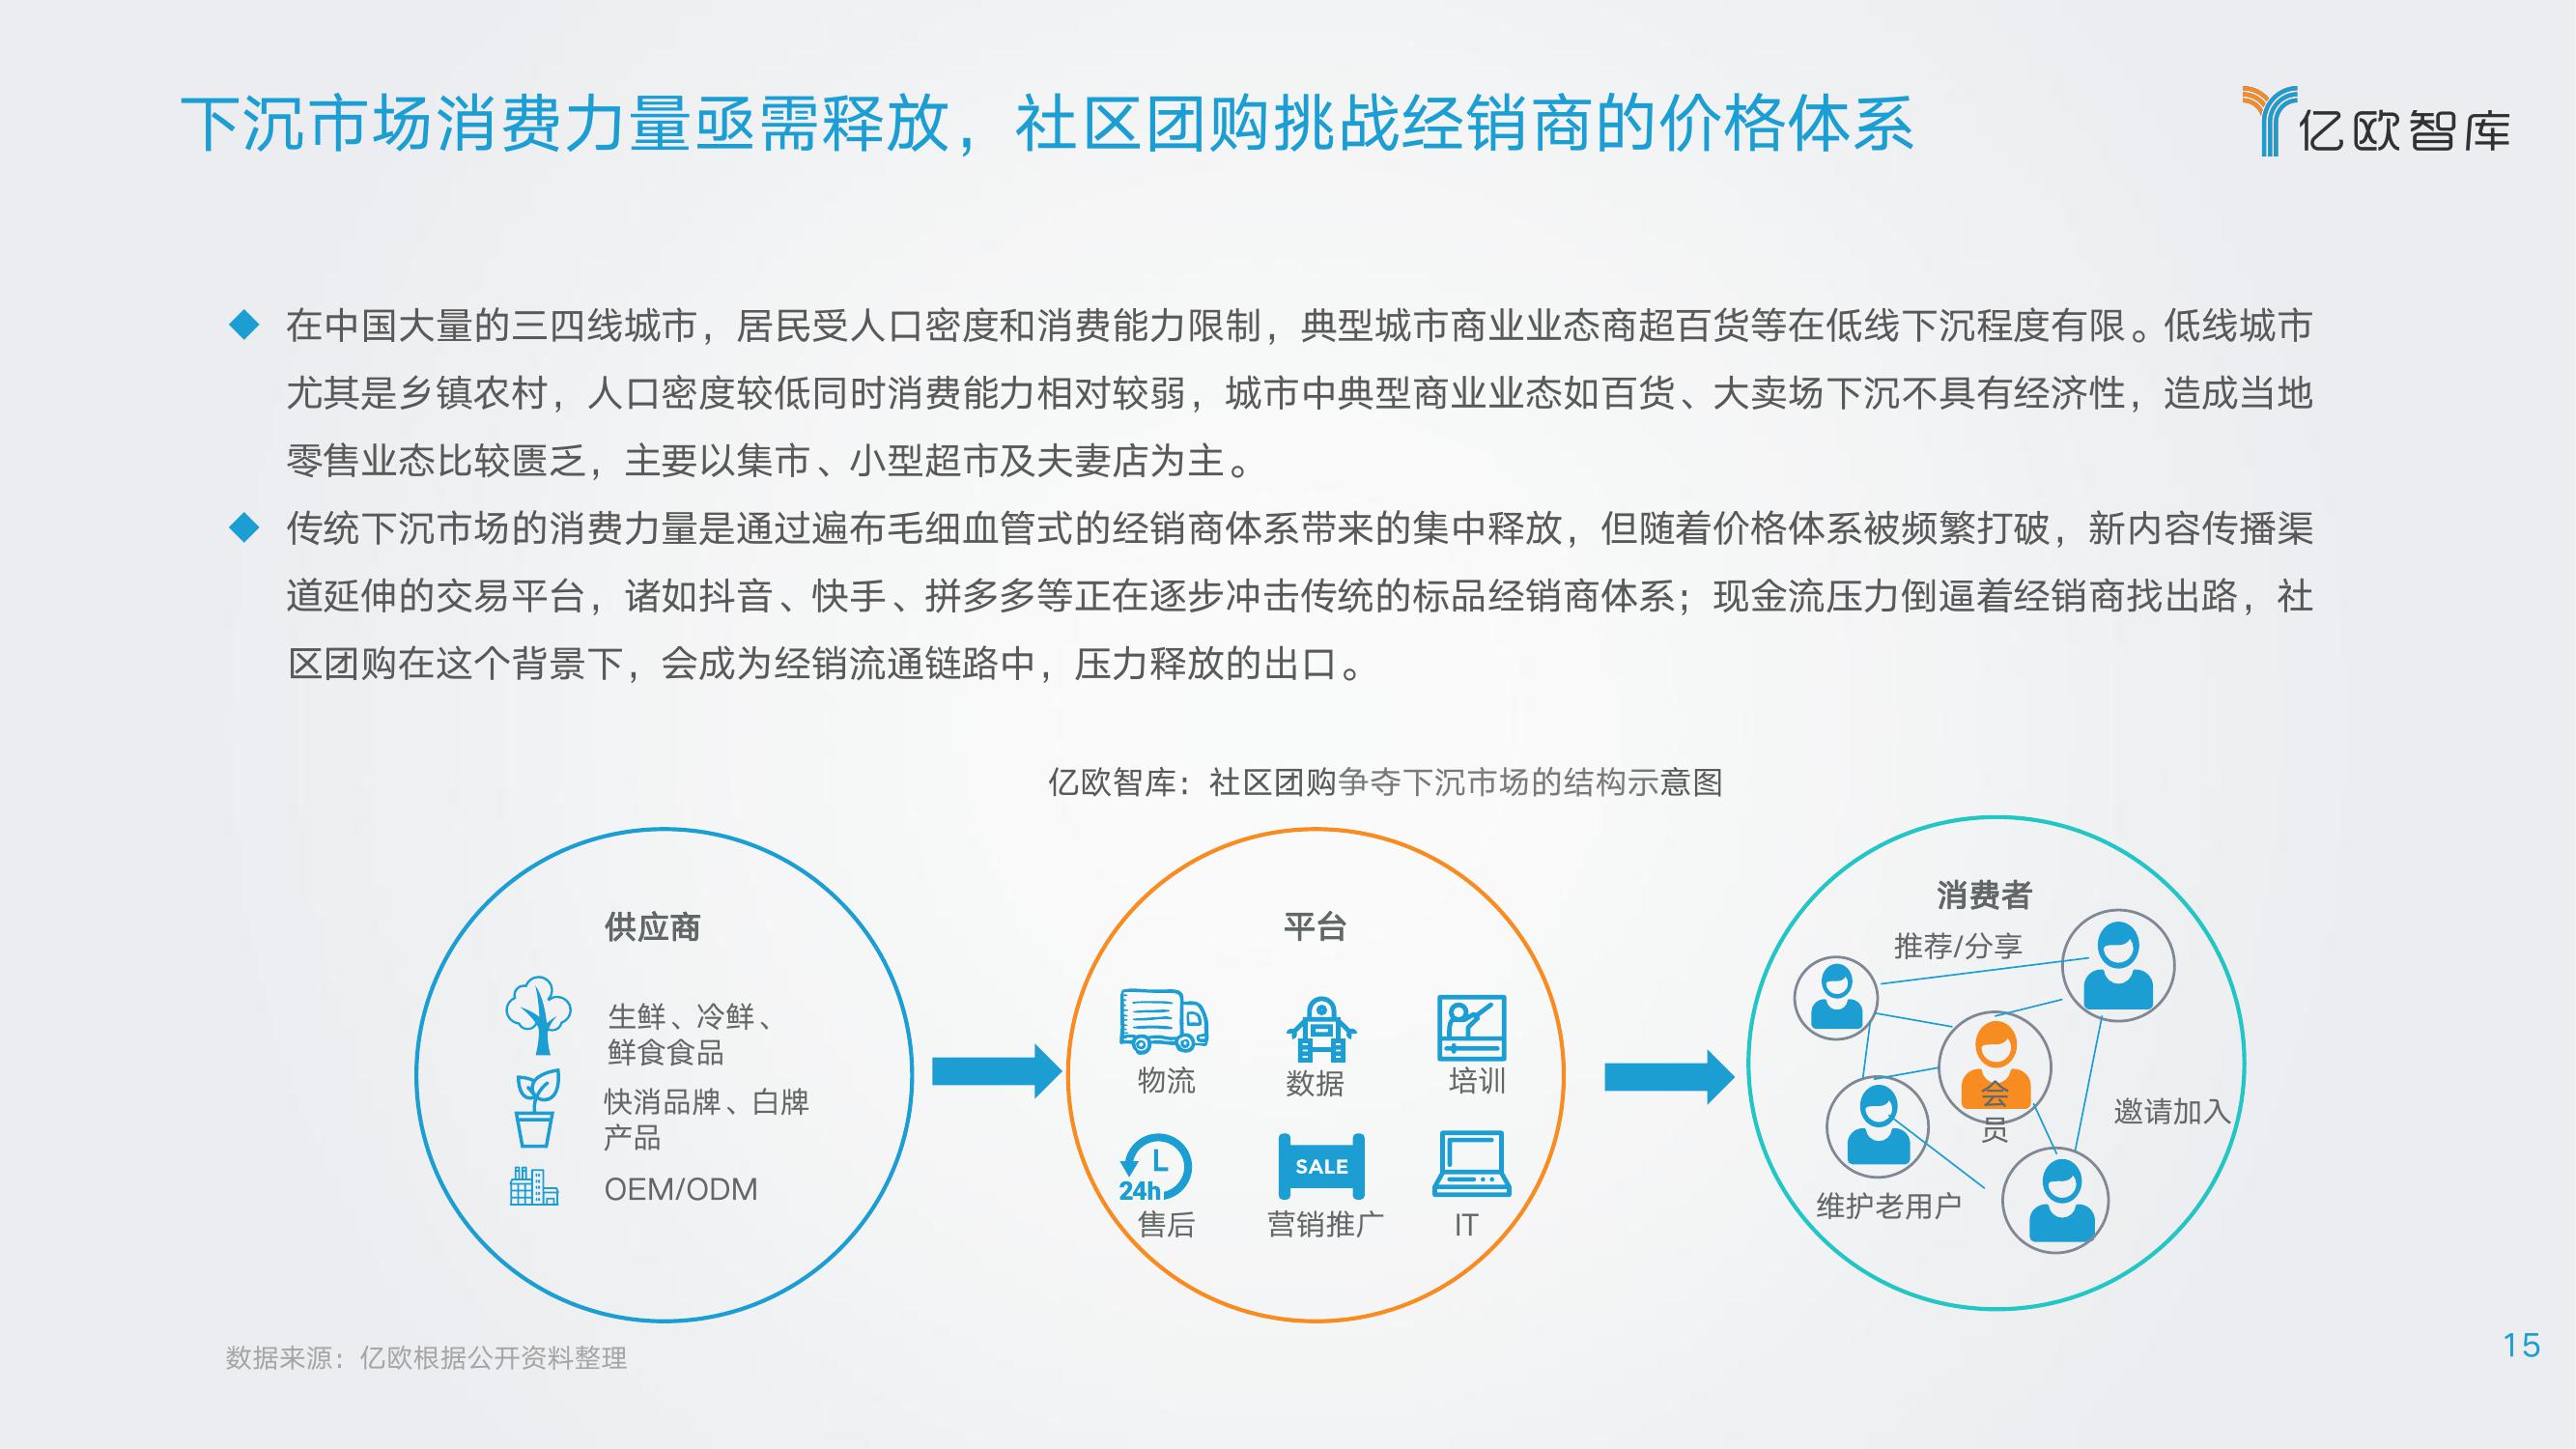 下沉市场消费力量亟需释放，社区团购挑战经销商的价格体系
亿欧智库
在中国大量的三四线城市，居民受人口密度和消费能力限制，典型城市商业业态商超百货等在低线下沉程度有限。低线城市
尤其是乡镇农村，人口密度较低同时消费能力相对较弱，城市中典型商业业态如百货、大卖场下沉不具有经济性，造成当地
零售业态比较匮乏，主要以集市、小型超市及夫妻店为主。
传统下沉市场的消费力量是通过遍布毛细血管式的经销商体系带来的集中释放，但随着价格体系被频繁打破，新内容传播渠
道延伸的交易平台，诸如抖音、快手、拼多多等正在逐步冲击传统的标品经销商体系；现金流压力倒逼着经销商找出路，社
区团购在这个背景下，会成为经销流通链路中，压力释放的出口。
亿欧智库：社区团购争夺下沉市场的结构示意图
供应商
生鲜、冷鲜、
鲜食食品
快消品牌、白牌
产品
OEM/ODM
平台
物流
数据
培训
24h
SALE
售后
营销推广
IT
消费者
推荐/分享
会
员
邀请加入
维护老用户
数据来源：亿欧根据公开资料整理
15